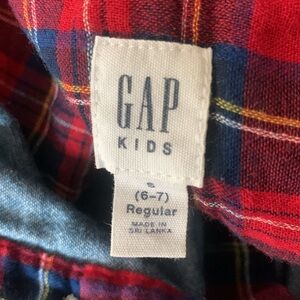 GAP
KIDS
S
(6-7)
Regular
MADE IN
SRI LANKA